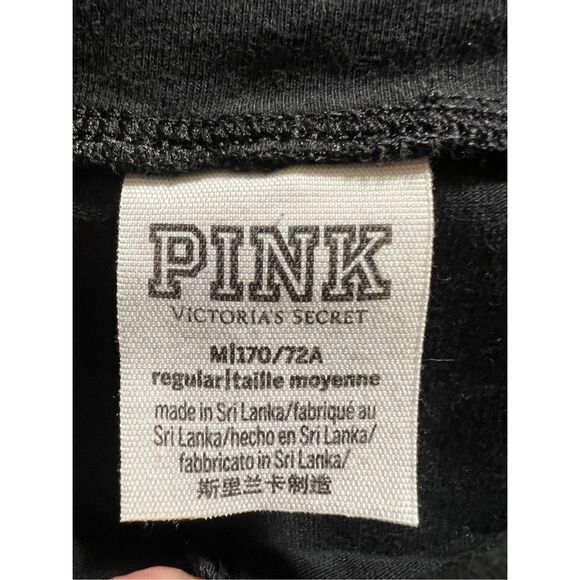 PINK
VICTORIA'S SECRET
M|170/72A
regular|taille moyenne
made in Sri Lanka/fabriqué au
Sri Lanka/hecho en Sri Lanka/
fabbricato in Sri Lanka/
斯里兰卡制造